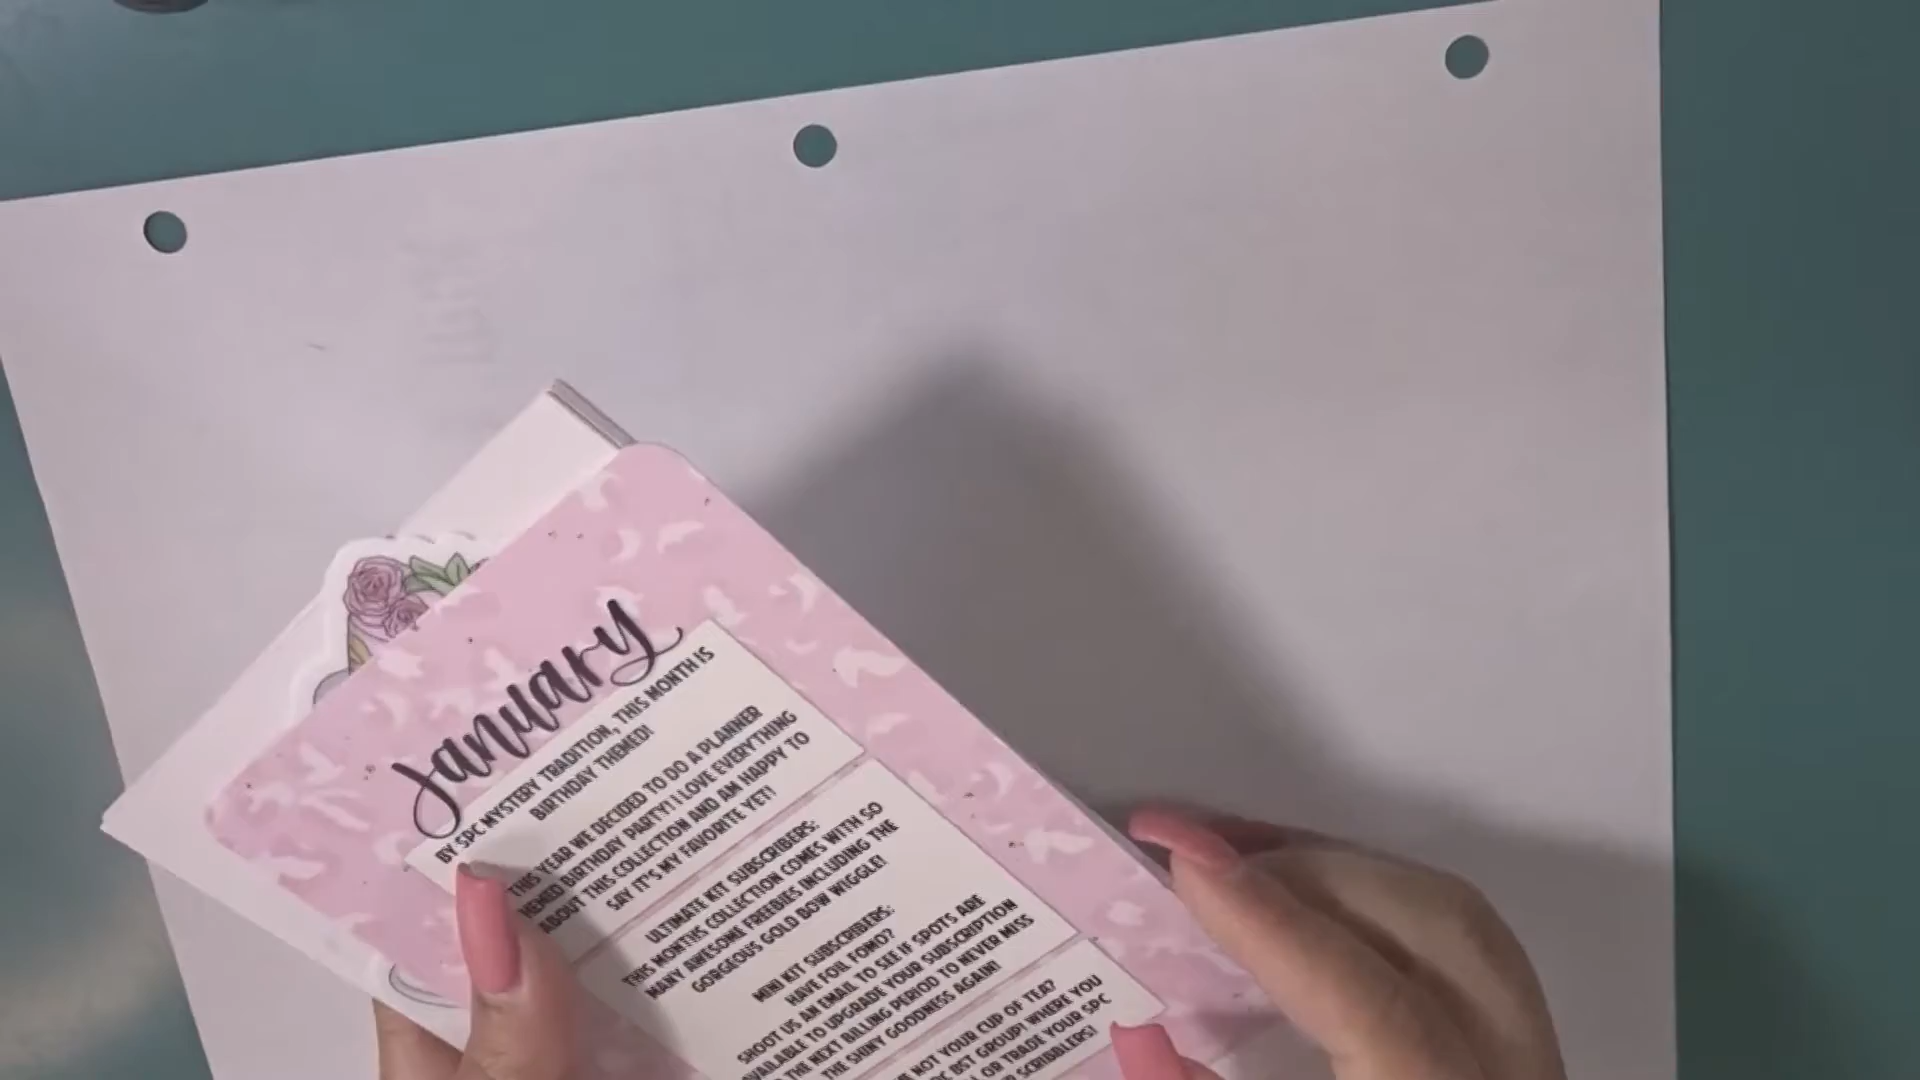 January
BY SPC MYSTERY TRADITION, THIS MONTH IS
BIRTHDAY THEMED!
THIS YEAR WE DECIDED TO DO A PLANNER
THEMED BIRTHDAY PARTY! I LOVE EVERYTHING
ABOUT THIS COLLECTION AND AM HAPPY TO
SAY IT'S MY FAVORITE YET!
ULTIMATE KIT SUBSCRIBERS:
THIS MONTHS COLLECTION COMES WITH SO
MANY AWESOME FREEBIES INCLUDING THE
GORGEOUS GOLD BOW WIGGLE!
MINI KIT SUBSCRIBERS:
HAVE FOIL FOMO?
SHOOT US AN EMAIL TO SEE IF SPOTS ARE
AVAILABLE TO UPGRADE YOUR SUBSCRIPTION
THE NEXT BILLING PERIOD TO NEVER MISS
THE SHINY GOODNESS AGAIN!
NOT YOUR CUP OF TEA?
BST GROUP! WHERE YOU
OR TRADE YOUR SPC
SCRIBBLERS!